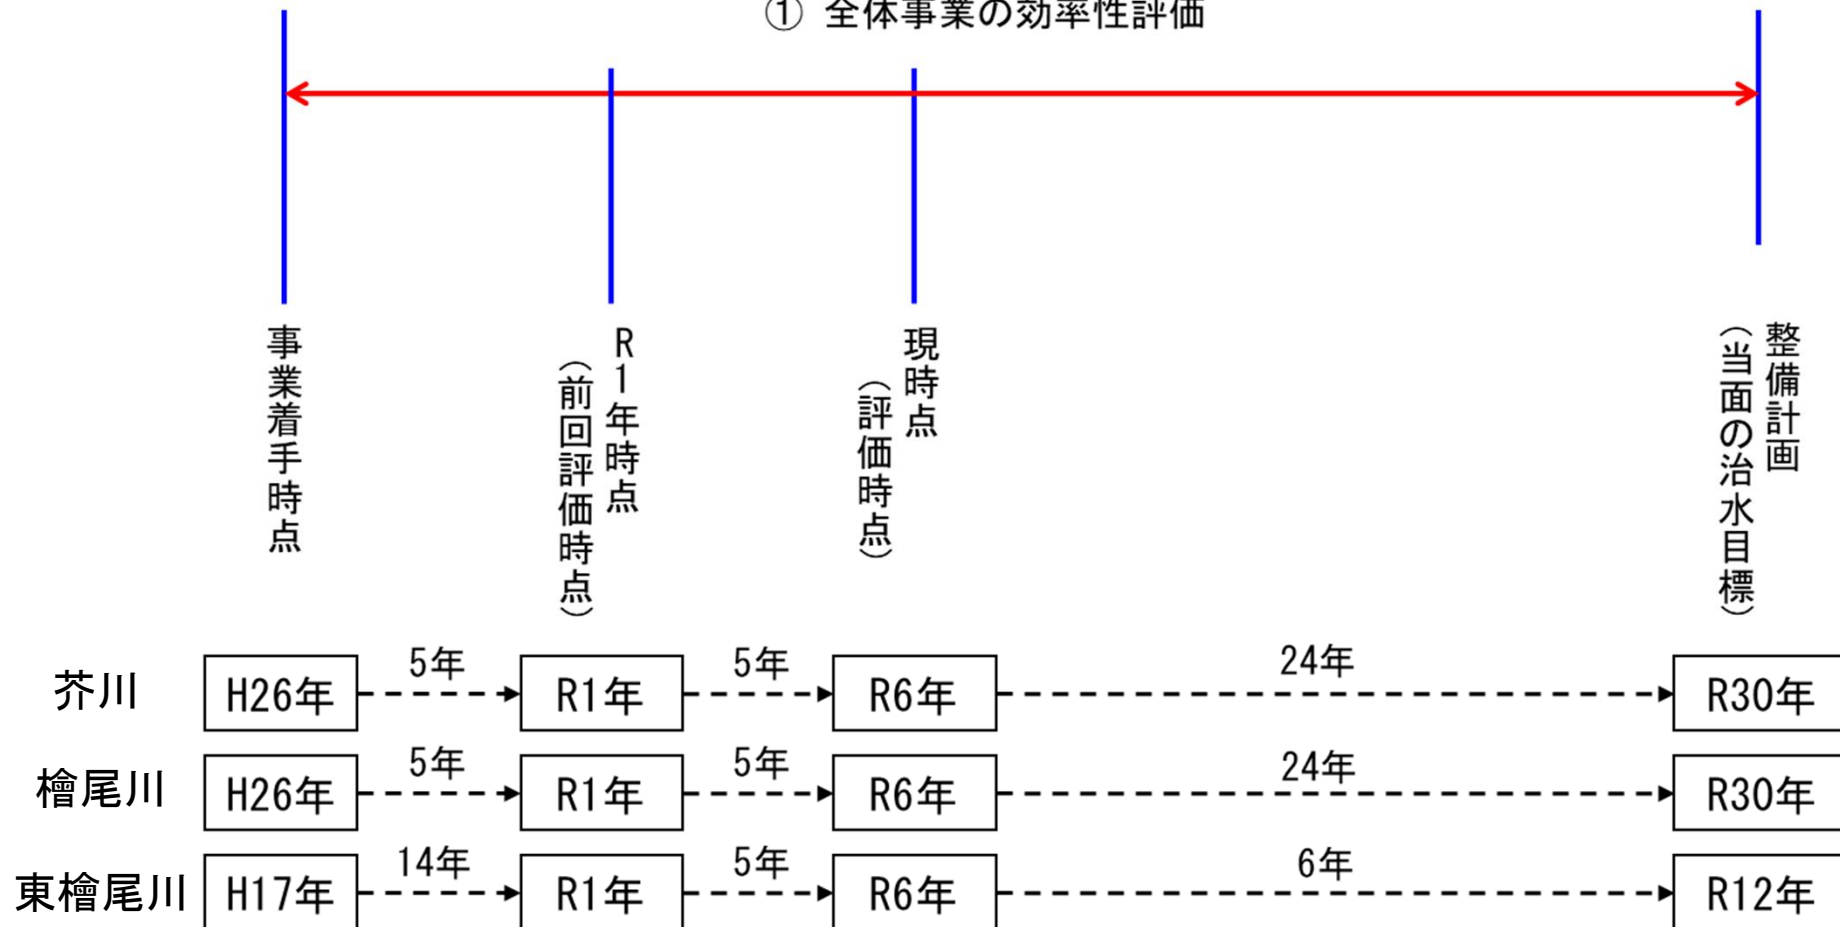 ① 全体事業の効率性評価
事業着手時点
R1年時点
(前回評価時点)
現時点
(評価時点)
整備計画
(当面の治水目標)
芥川 H26年 5年 R1年 5年 R6年 24年 R30年
檜尾川 H26年 5年 R1年 5年 R6年 24年 R30年
東檜尾川 H17年 14年 R1年 5年 R6年 6年 R12年